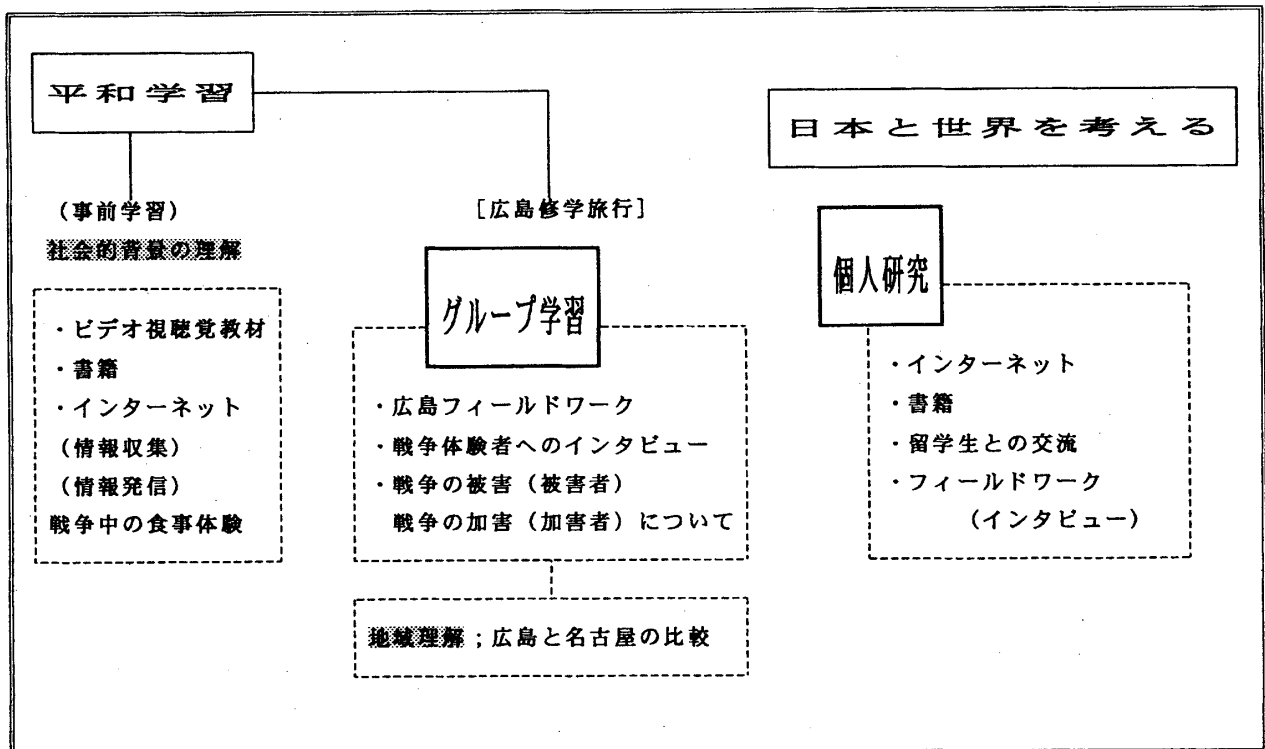 平和学習
(事前学習)
社会的背景の理解
・ビデオ視聴覚教材
・書籍
・インターネット
(情報収集)
(情報発信)
戦争中の食事体験
[広島修学旅行]
グループ学習
・広島フィールドワーク
・戦争体験者へのインタビュー
・戦争の被害(被害者)
戦争の加害(加害者)について
地域理解;広島と名古屋の比較
日本と世界を考える
個人研究
・インターネット
・書籍
・留学生との交流
・フィールドワーク
(インタビュー)